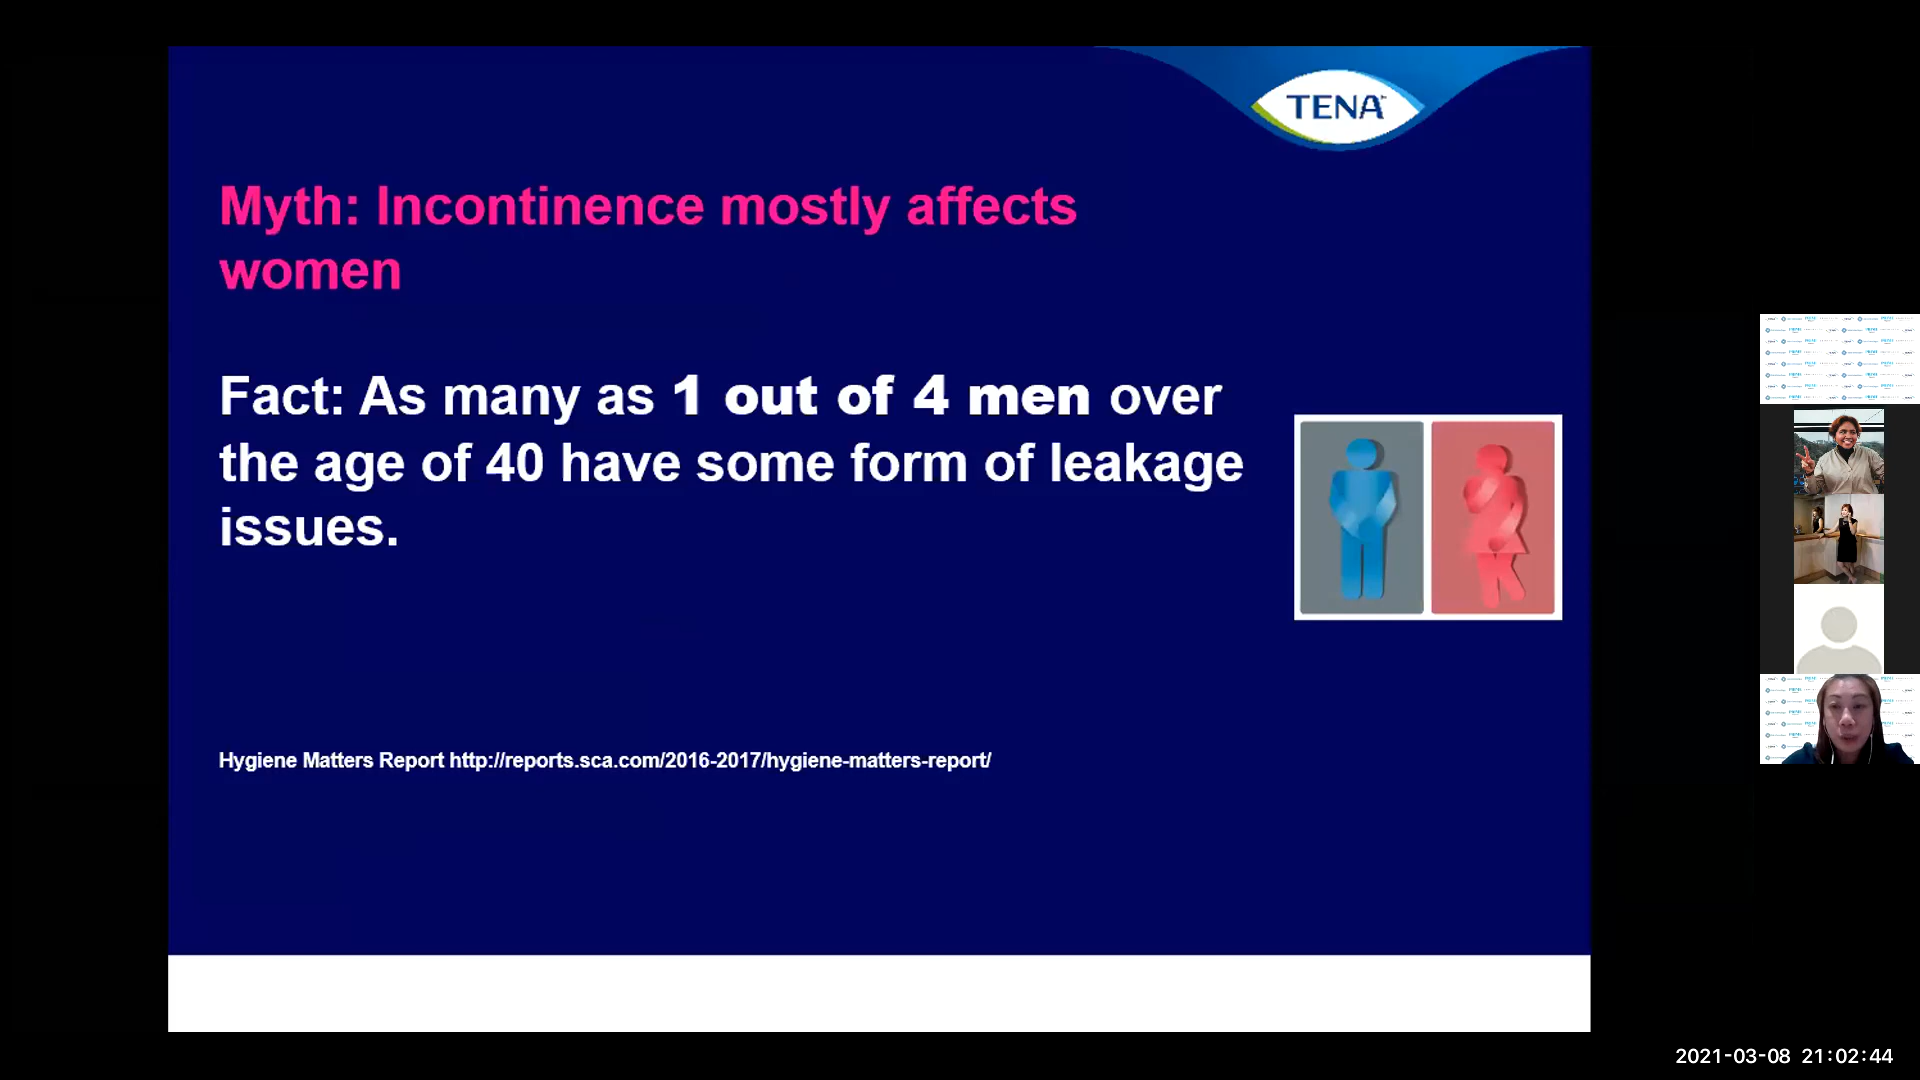 TENA
Myth: Incontinence mostly affects
women
Fact: As many as 1 out of 4 men over
the age of 40 have some form of leakage
issues.
Hygiene Matters Report http://reports.sca.com/2016-2017/hygiene-matters-report/
2021-03-08 21:02:44